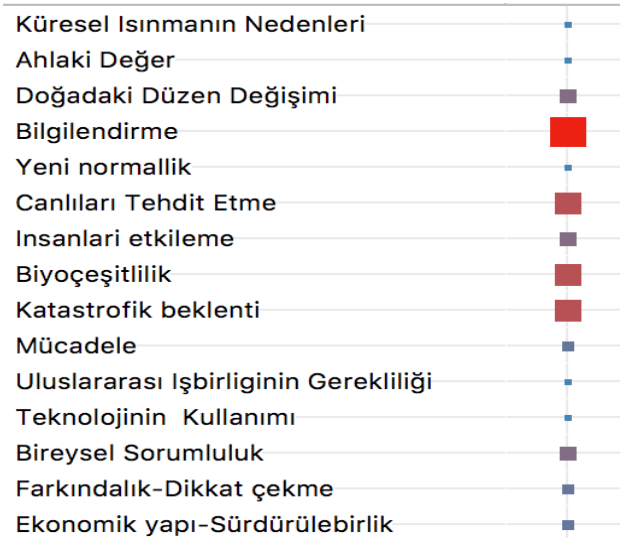 Küresel Isınmanın Nedenleri
Ahlaki Değer
Doğadaki Düzen Değişimi
Bilgilendirme
Yeni normallik
Canlıları Tehdit Etme
Insanlari etkileme
Biyoçeşitlilik
Katastrofik beklenti
Mücadele
Uluslararası Işbirliginin Gerekliliği
Teknolojinin  Kullanımı
Bireysel Sorumluluk
Farkındalık-Dikkat çekme
Ekonomik yapı-Sürdürülebirlik